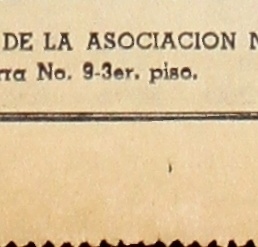 DE LA ASOCIACION N
rra No. 9-3er. piso.